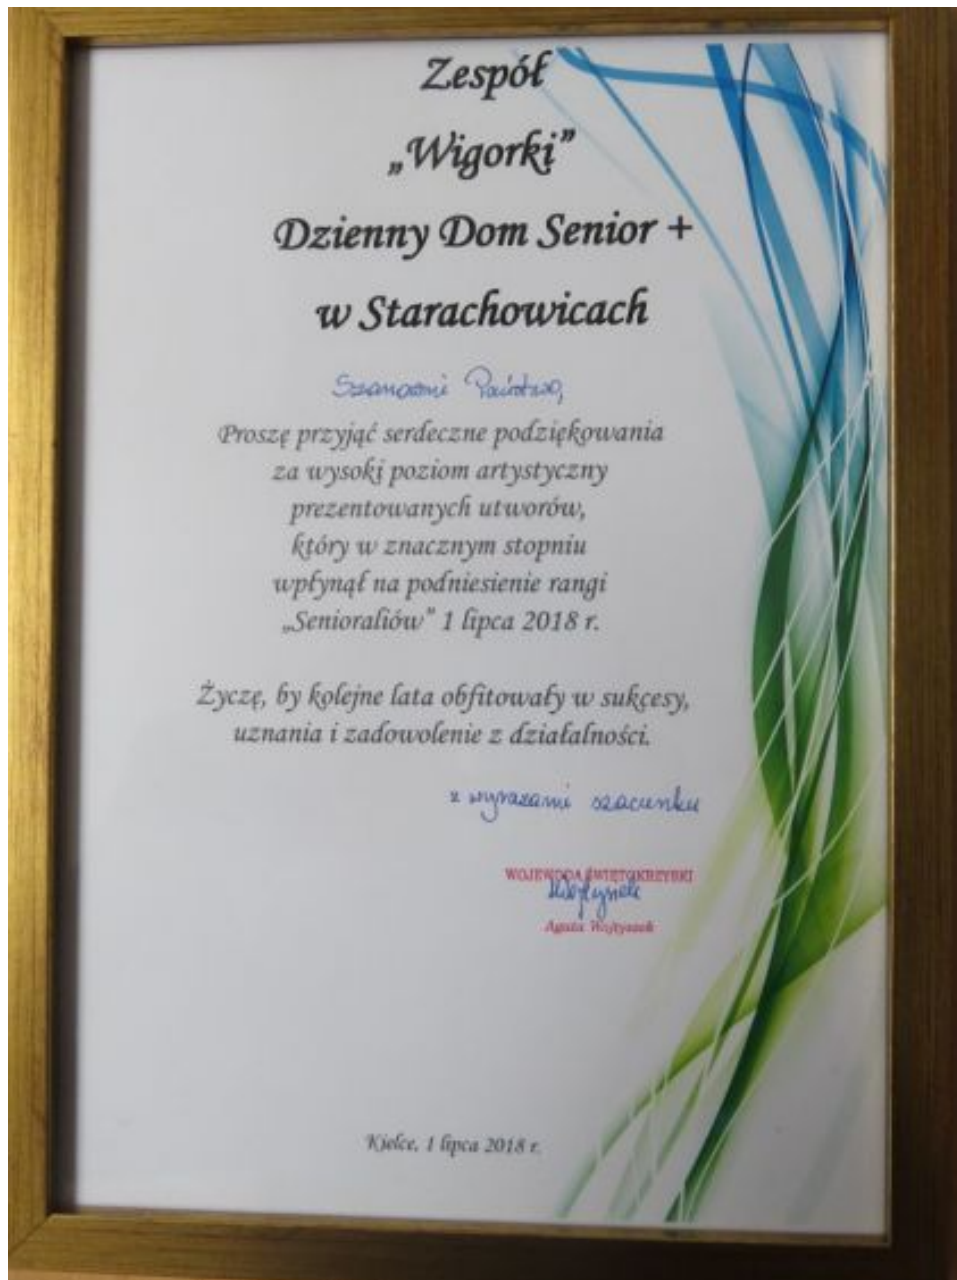 Zespół
„Wigorki”
Dzienny Dom Senior +
w Starachowicach
Szanowni Państwo,
Proszę przyjąć serdeczne podziękowania
za wysoki poziom artystyczny
prezentowanych utworów,
który w znacznym stopniu
wpłynął na podniesienie rangi
„Senioraliów” 1 lipca 2018 r.
Życzę, by kolejne lata obfitowały w sukcesy,
uznania i zadowolenie z działalności.
z wyrazami szacunku
WOJEWODA ŚWIĘTOKRZYSKI
Agata Wojtyszek
Kielce, 1 lipca 2018 r.